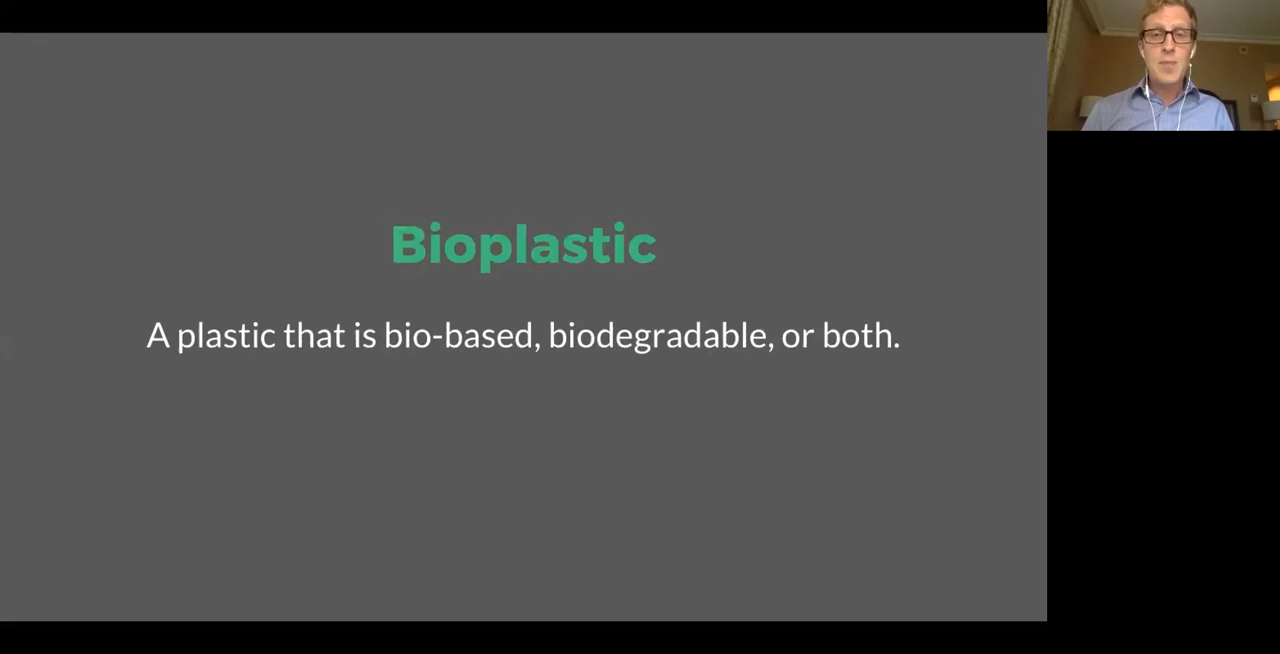 Bioplastic
A plastic that is bio-based, biodegradable, or both.